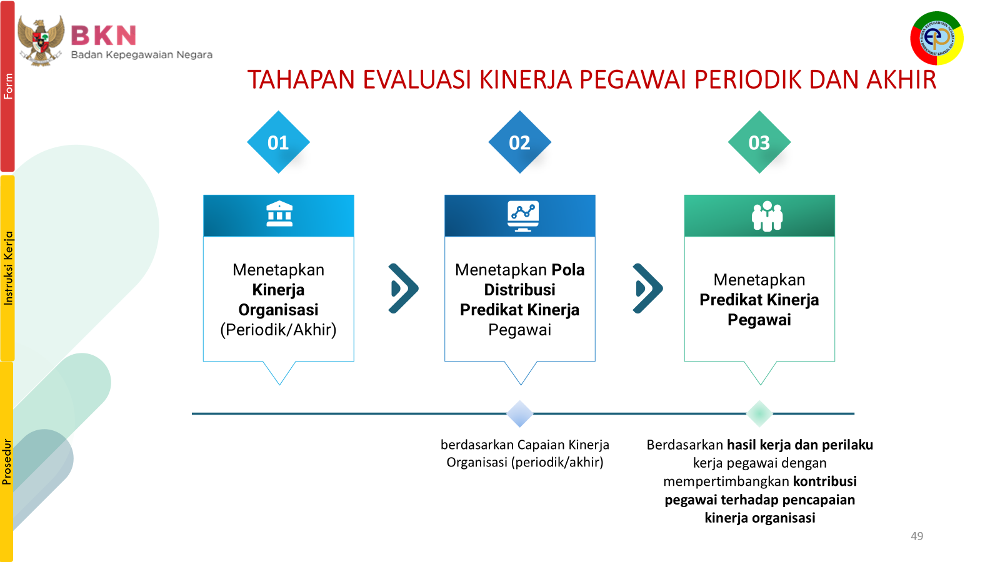 BKN
Badan Kepegawaian Negara
TAHAPAN EVALUASI KINERJA PEGAWAI PERIODIK DAN AKHIR
Form
Instruksi Kerja
Prosedur
01
Menetapkan
Kinerja
Organisasi
(Periodik/Akhir)
02
Menetapkan Pola
Distribusi
Predikat Kinerja
Pegawai
berdasarkan Capaian Kinerja
Organisasi (periodik/akhir)
03
Menetapkan
Predikat Kinerja
Pegawai
Berdasarkan hasil kerja dan perilaku
kerja pegawai dengan
mempertimbangkan kontribusi
pegawai terhadap pencapaian
kinerja organisasi
49